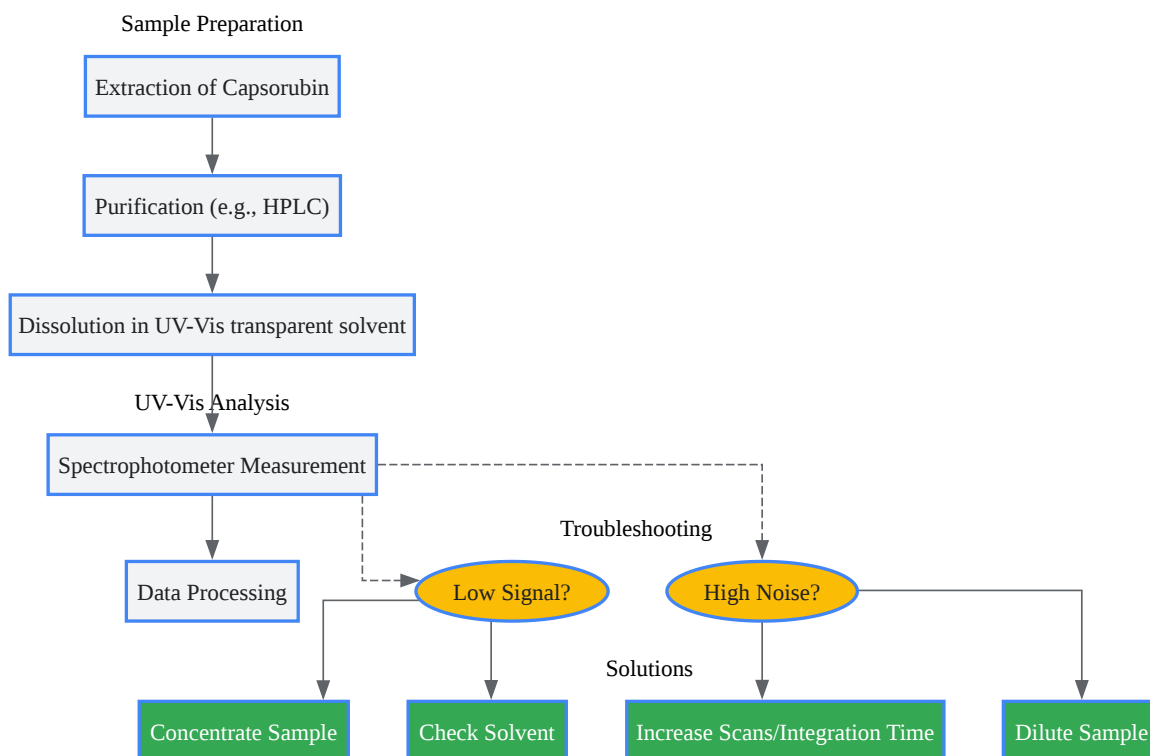 Sample Preparation
Extraction of Capsorubin
Purification (e.g., HPLC)
Dissolution in UV-Vis transparent solvent
UV-Vis Analysis
Spectrophotometer Measurement
Troubleshooting
Data Processing
Low Signal?
High Noise?
Solutions
Concentrate Sample
Check Solvent
Increase Scans/Integration Time
Dilute Sample